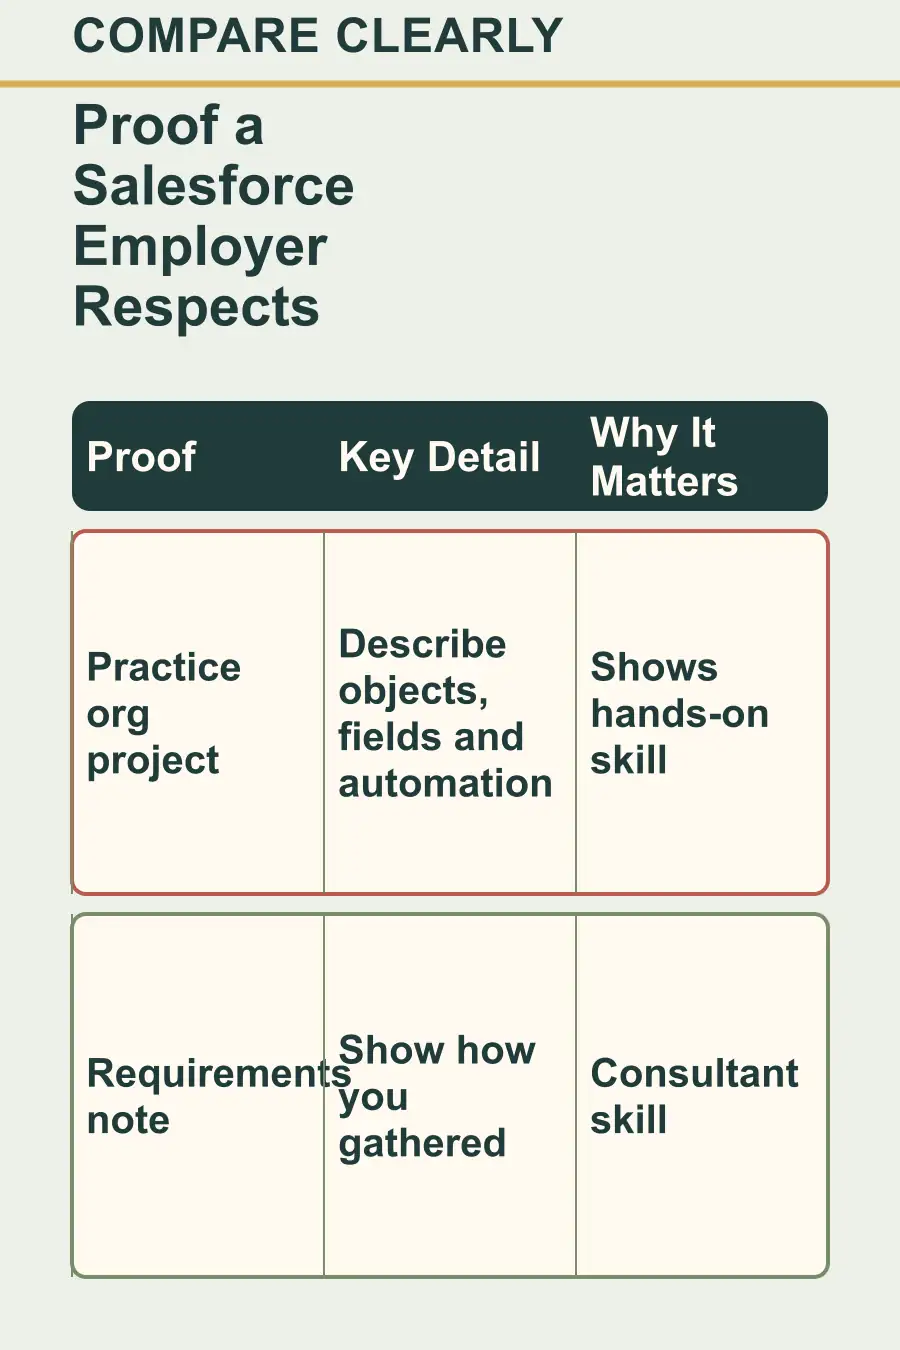 COMPARE CLEARLY
Proof a
Salesforce
Employer
Respects
Proof
Key Detail
Why It
Matters
Practice
org
project
Describe
objects,
fields and
automation
Shows
hands-on
skill
Requirements
note
Show how
you
gathered
Consultant
skill